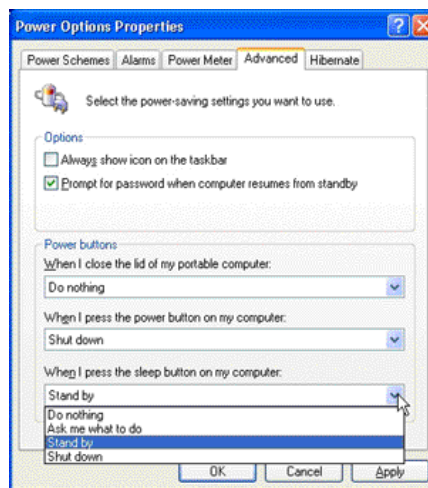 Power Options Properties
Power Schemes Alarms Power Meter Advanced Hibernate
Select the power-saving settings you want to use.
Options
Always show icon on the taskbar
Prompt for password when computer resumes from standby
Power buttons
When I close the lid of my portable computer:
Do nothing
When I press the power button on my computer:
Shut down
When I press the sleep button on my computer:
Stand by
Do nothing
Ask me what to do
Stand by
Shut down
OK Cancel Apply